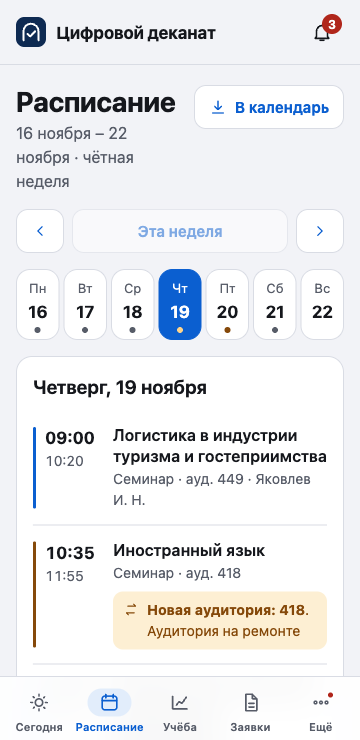 Цифровой деканат
3
Расписание
В календарь
16 ноября – 22
ноября · чётная
неделя
Эта неделя
Пн Вт Ср Чт Пт Сб Вс
16 17 18 19 20 21 22
Четверг, 19 ноября
09:00
10:20
Логистика в индустрии
туризма и гостеприимства
Семинар · ауд. 449 · Яковлев
И. Н.
10:35
11:55
Иностранный язык
Семинар · ауд. 418
Новая аудитория: 418.
Аудитория на ремонте
Сегодня Расписание Учёба Заявки Ещё